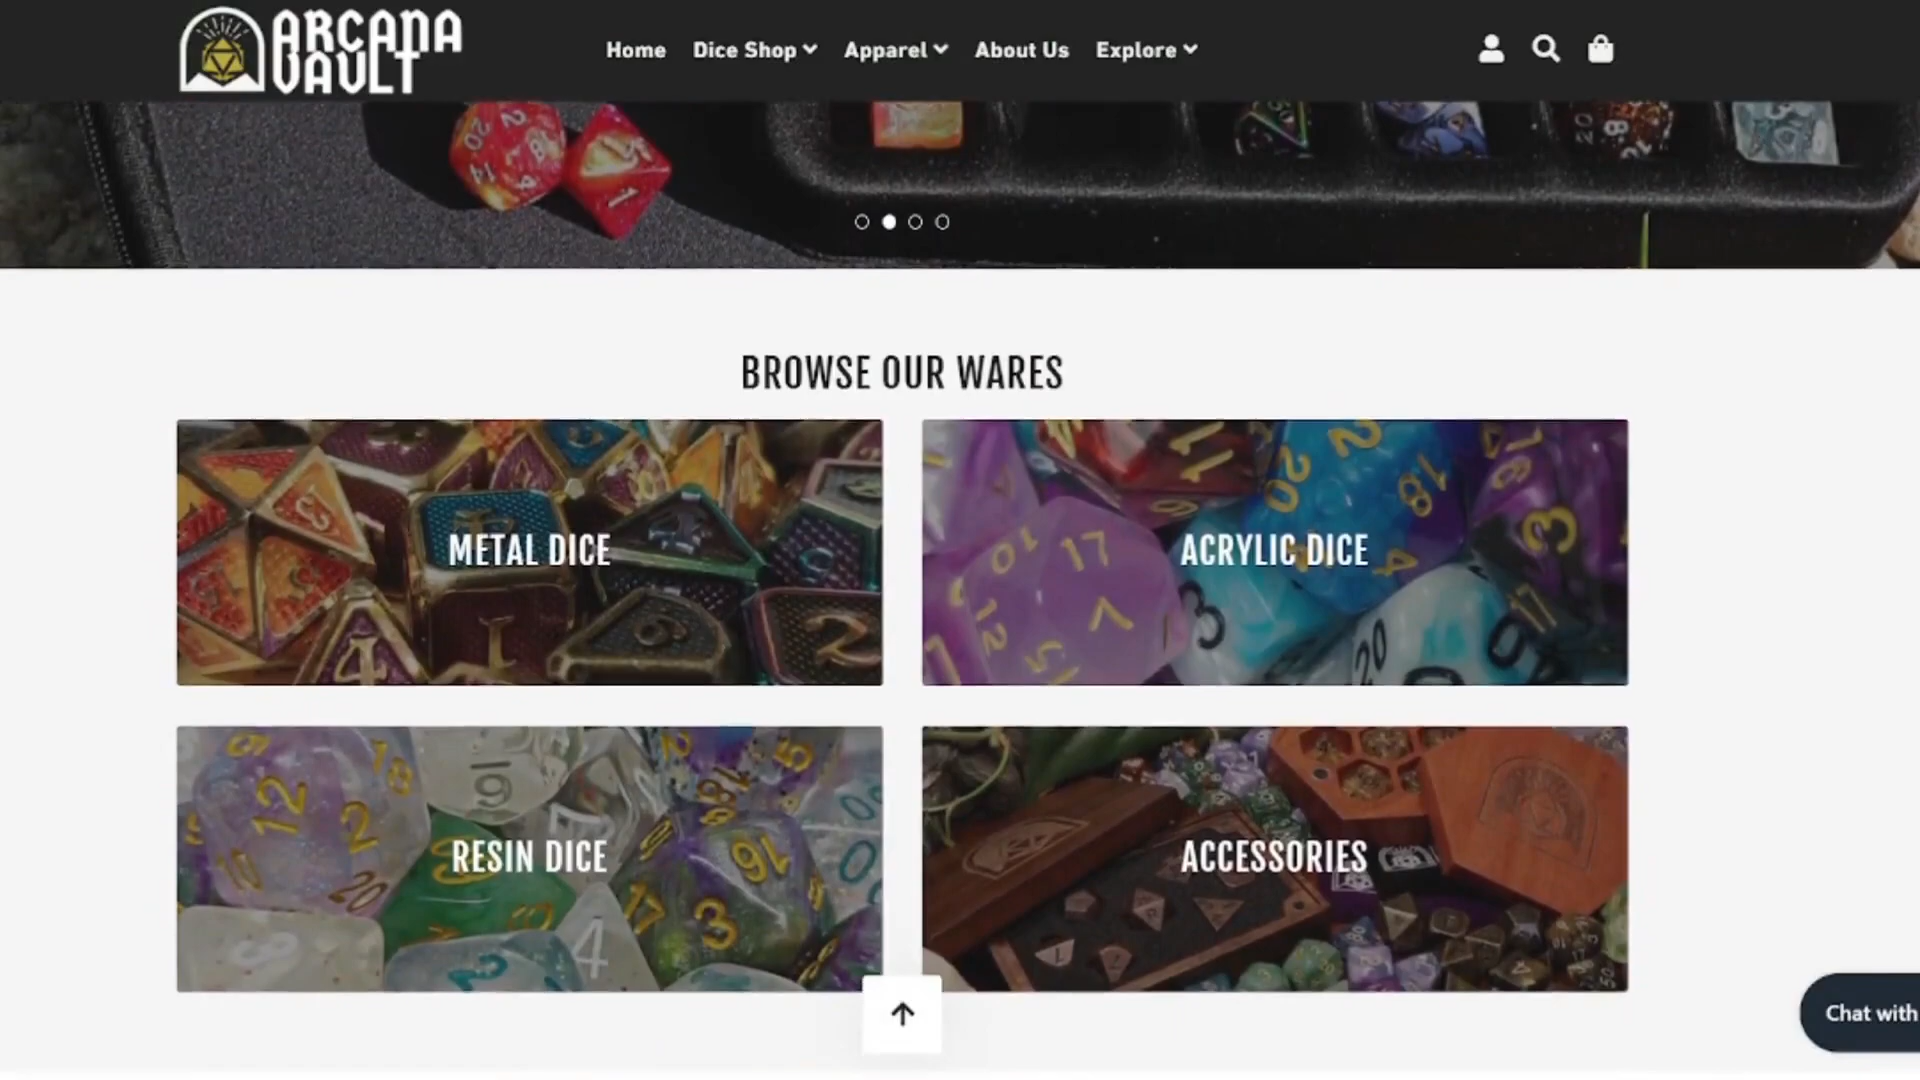 ARCANA
VAULT
Home
Dice Shop
Apparel
About Us
Explore
BROWSE OUR WARES
METAL DICE
ACRYLIC DICE
RESIN DICE
ACCESSORIES
Chat with